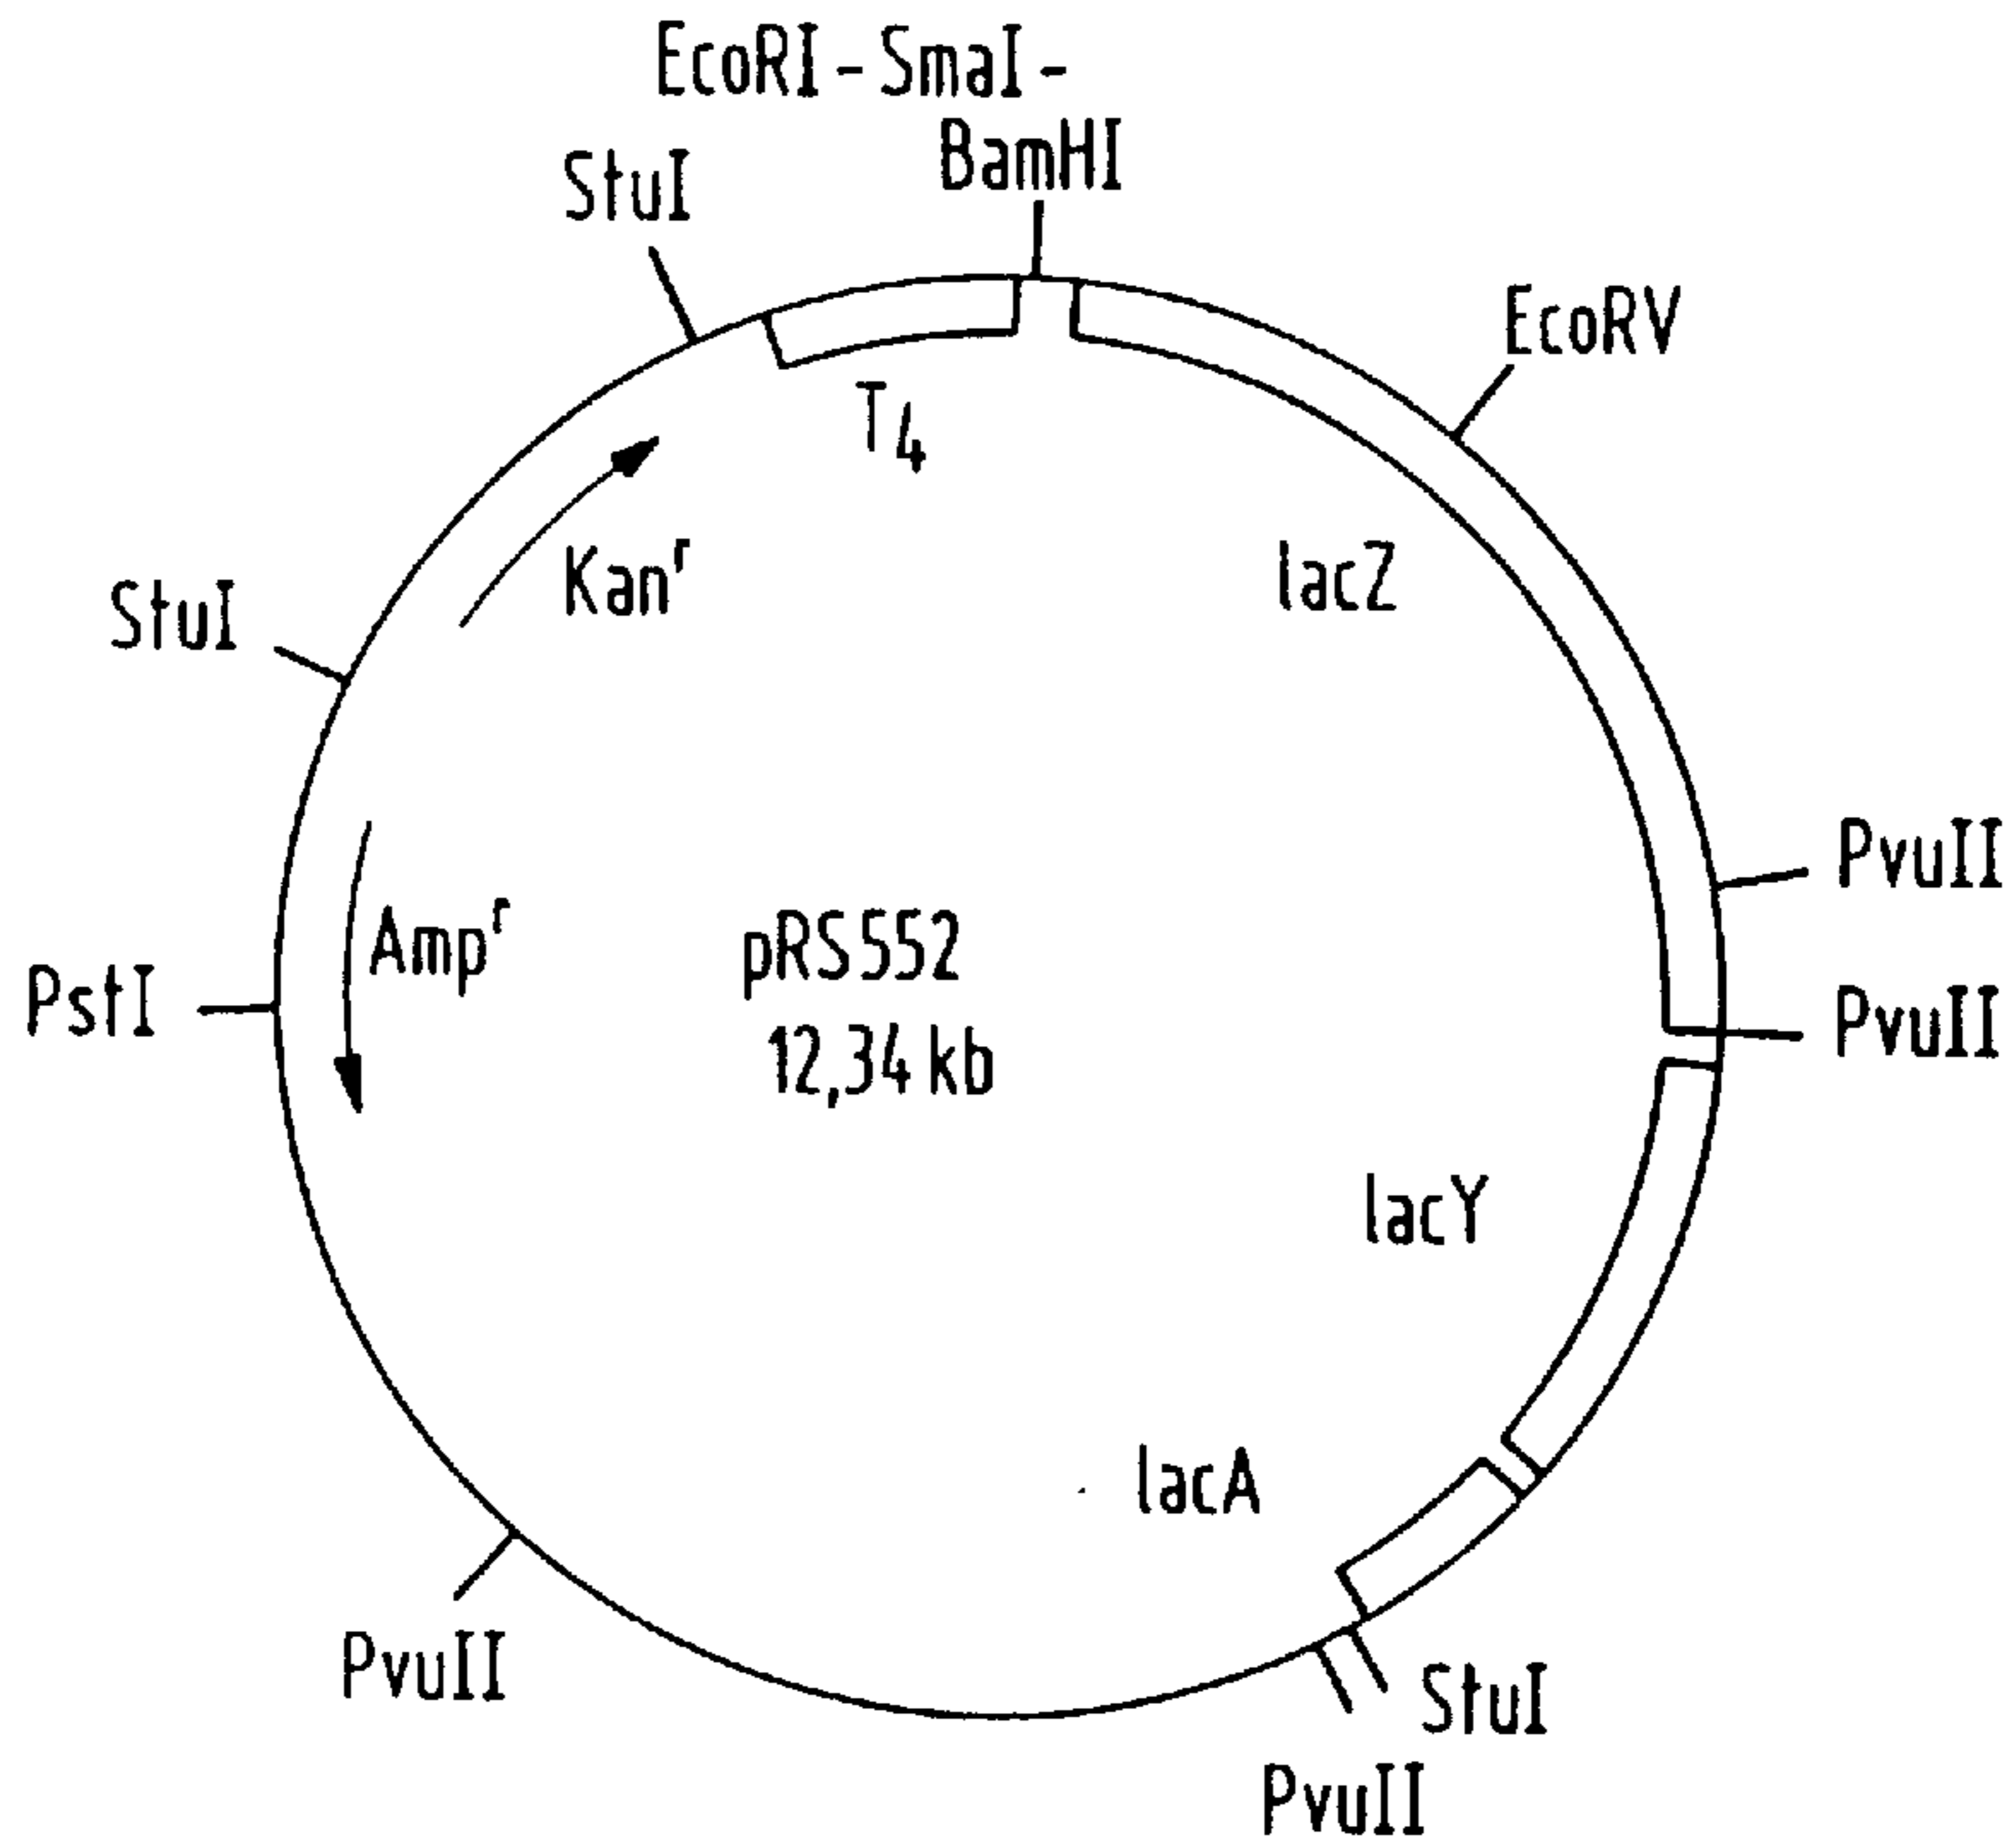 EcoRI - SmaI -
BamHI
StuI
EcoRV
T4
Kanʳ
lacZ
StuI
PvuII
Ampʳ
pRS552
12,34 kb
PstI
PvuII
lacY
lacA
PvuII
StuI
PvuII